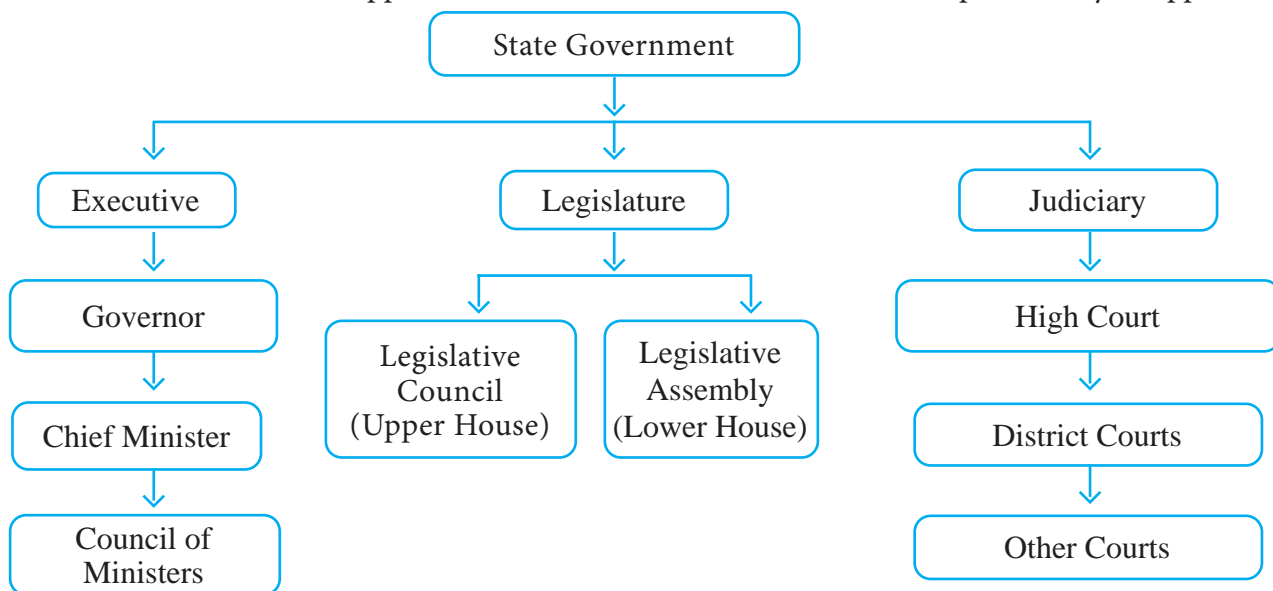 State Government
Executive
Legislature
Judiciary
Governor
Legislative
Council
(Upper House)
Legislative
Assembly
(Lower House)
High Court
Chief Minister
District Courts
Council of
Ministers
Other Courts